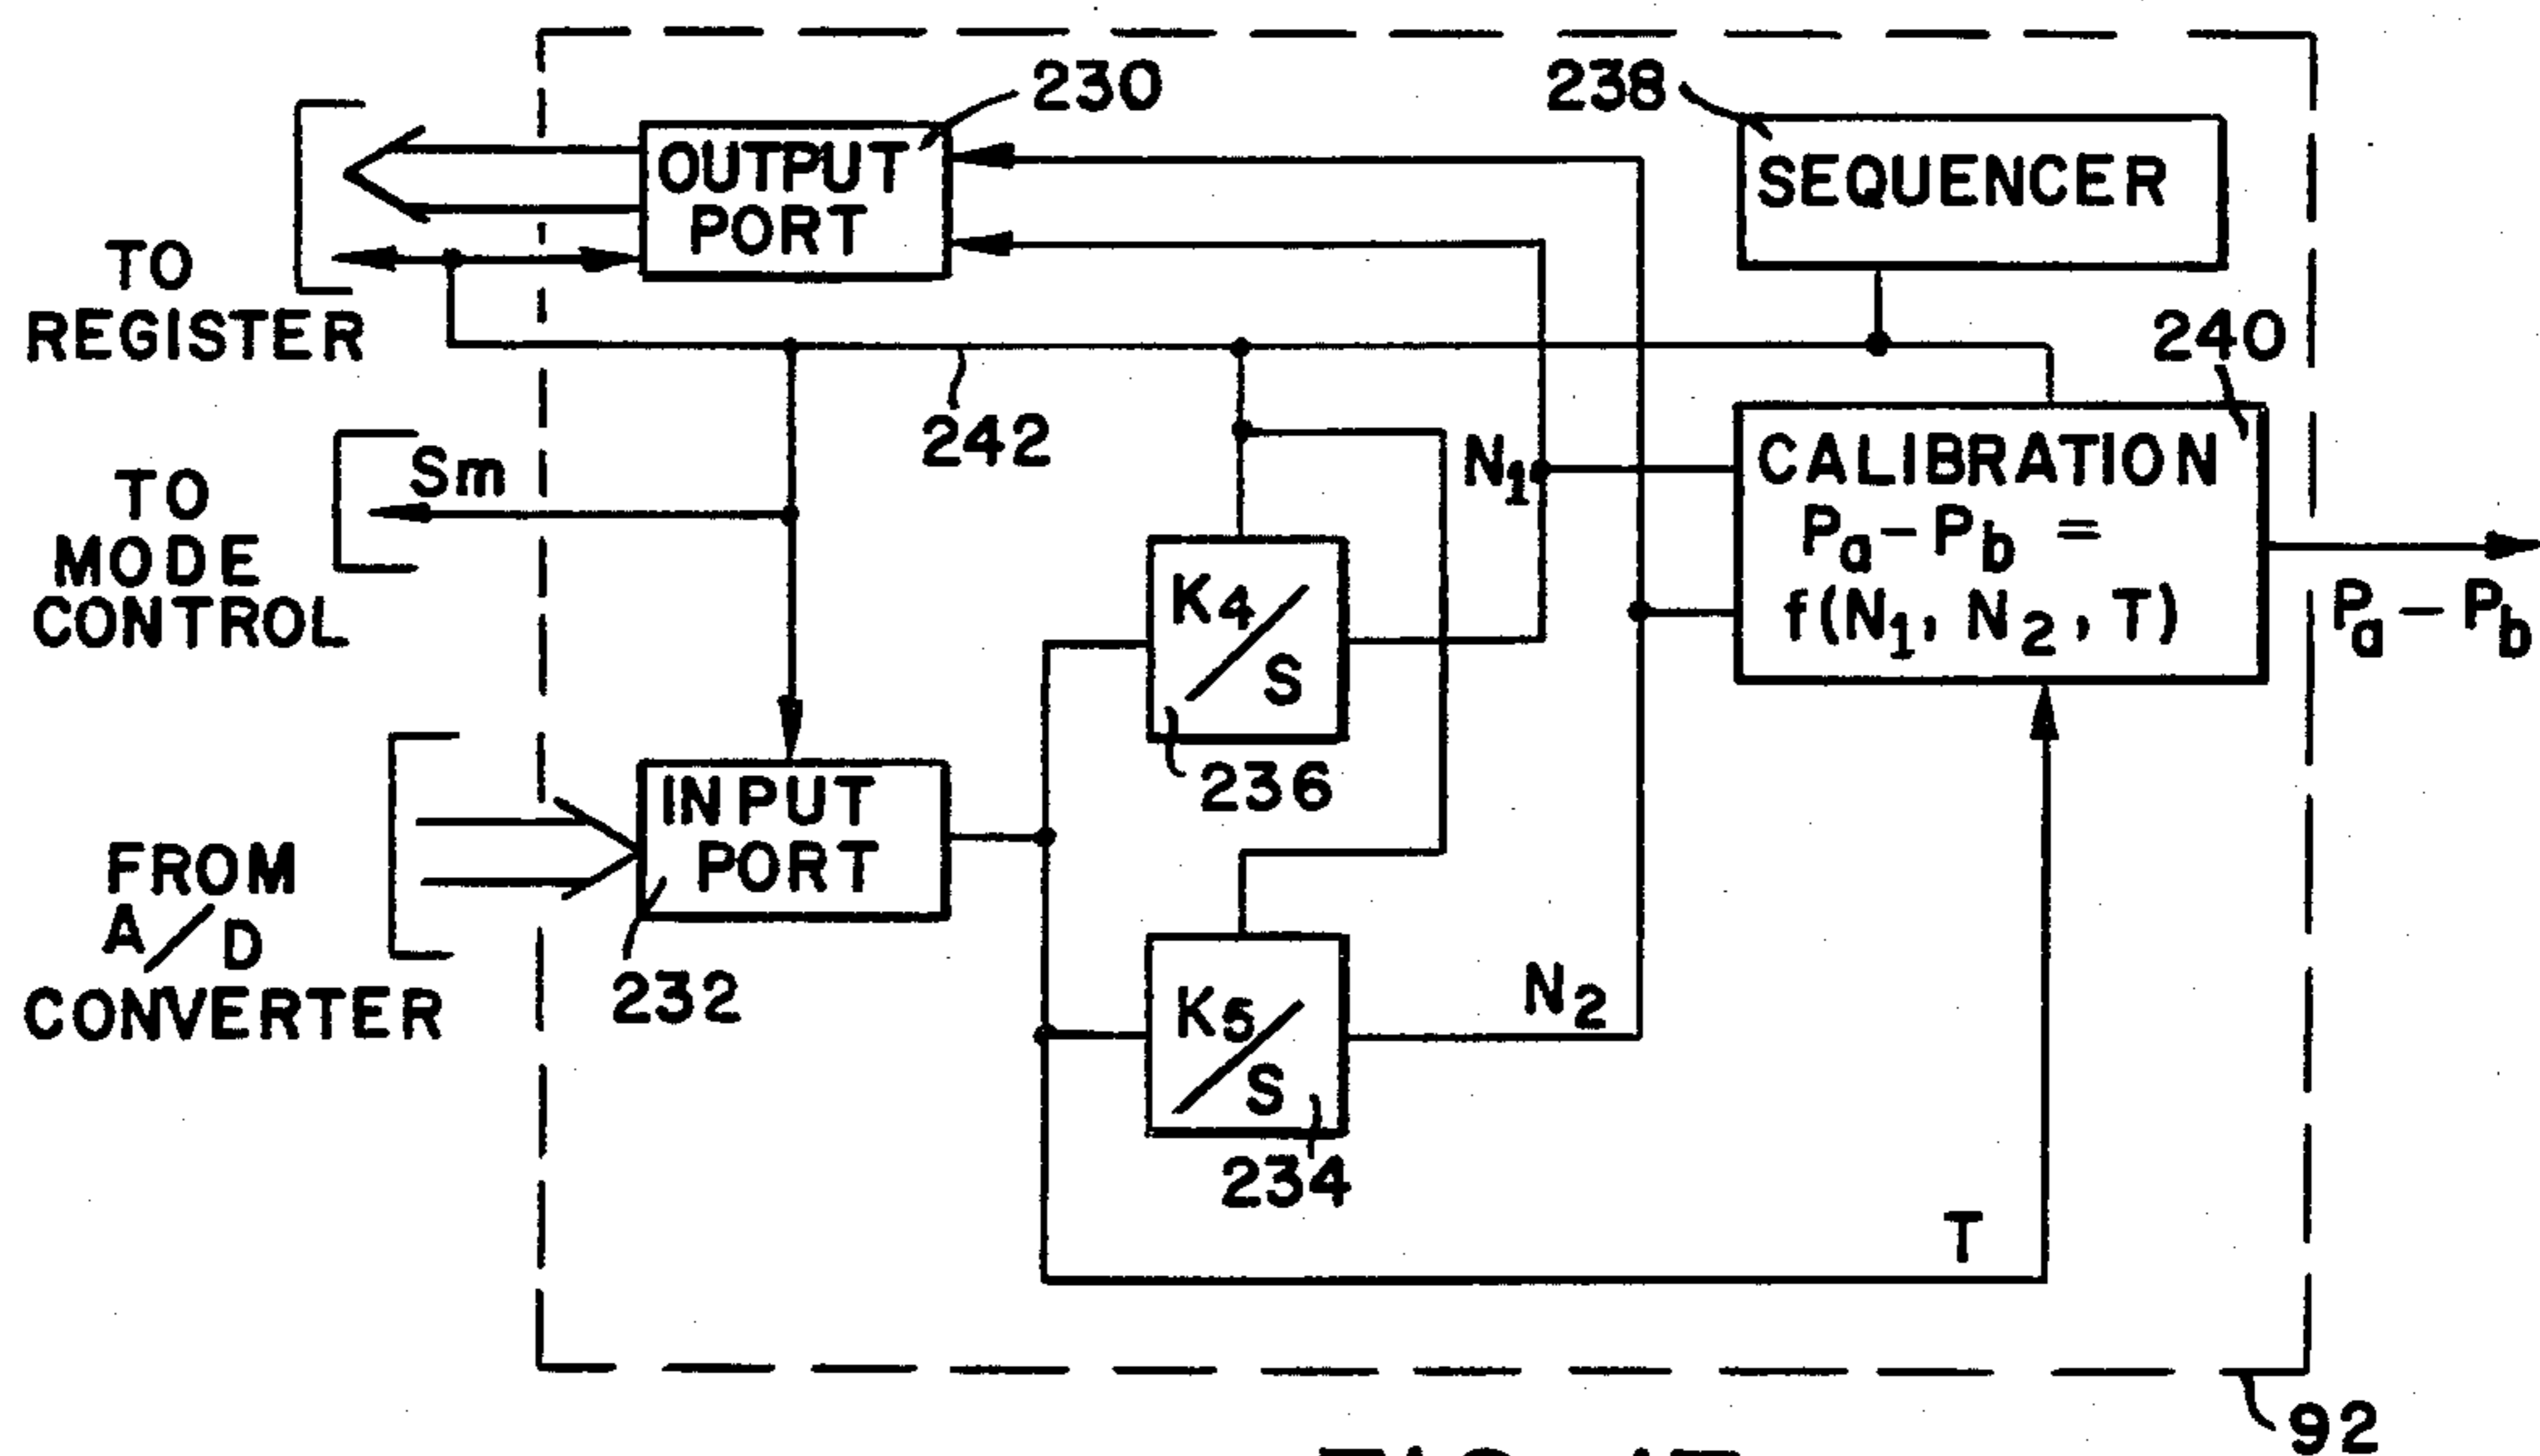 230
238
OUTPUT
PORT
SEQUENCER
TO
REGISTER
240
242
Sm
TO
MODE
CONTROL
N1
CALIBRATION
Pa - Pb =
f(N1, N2, T)
Pa - Pb
K4/S
236
INPUT
PORT
232
FROM
A/D
CONVERTER
K5/S
234
N2
T
92